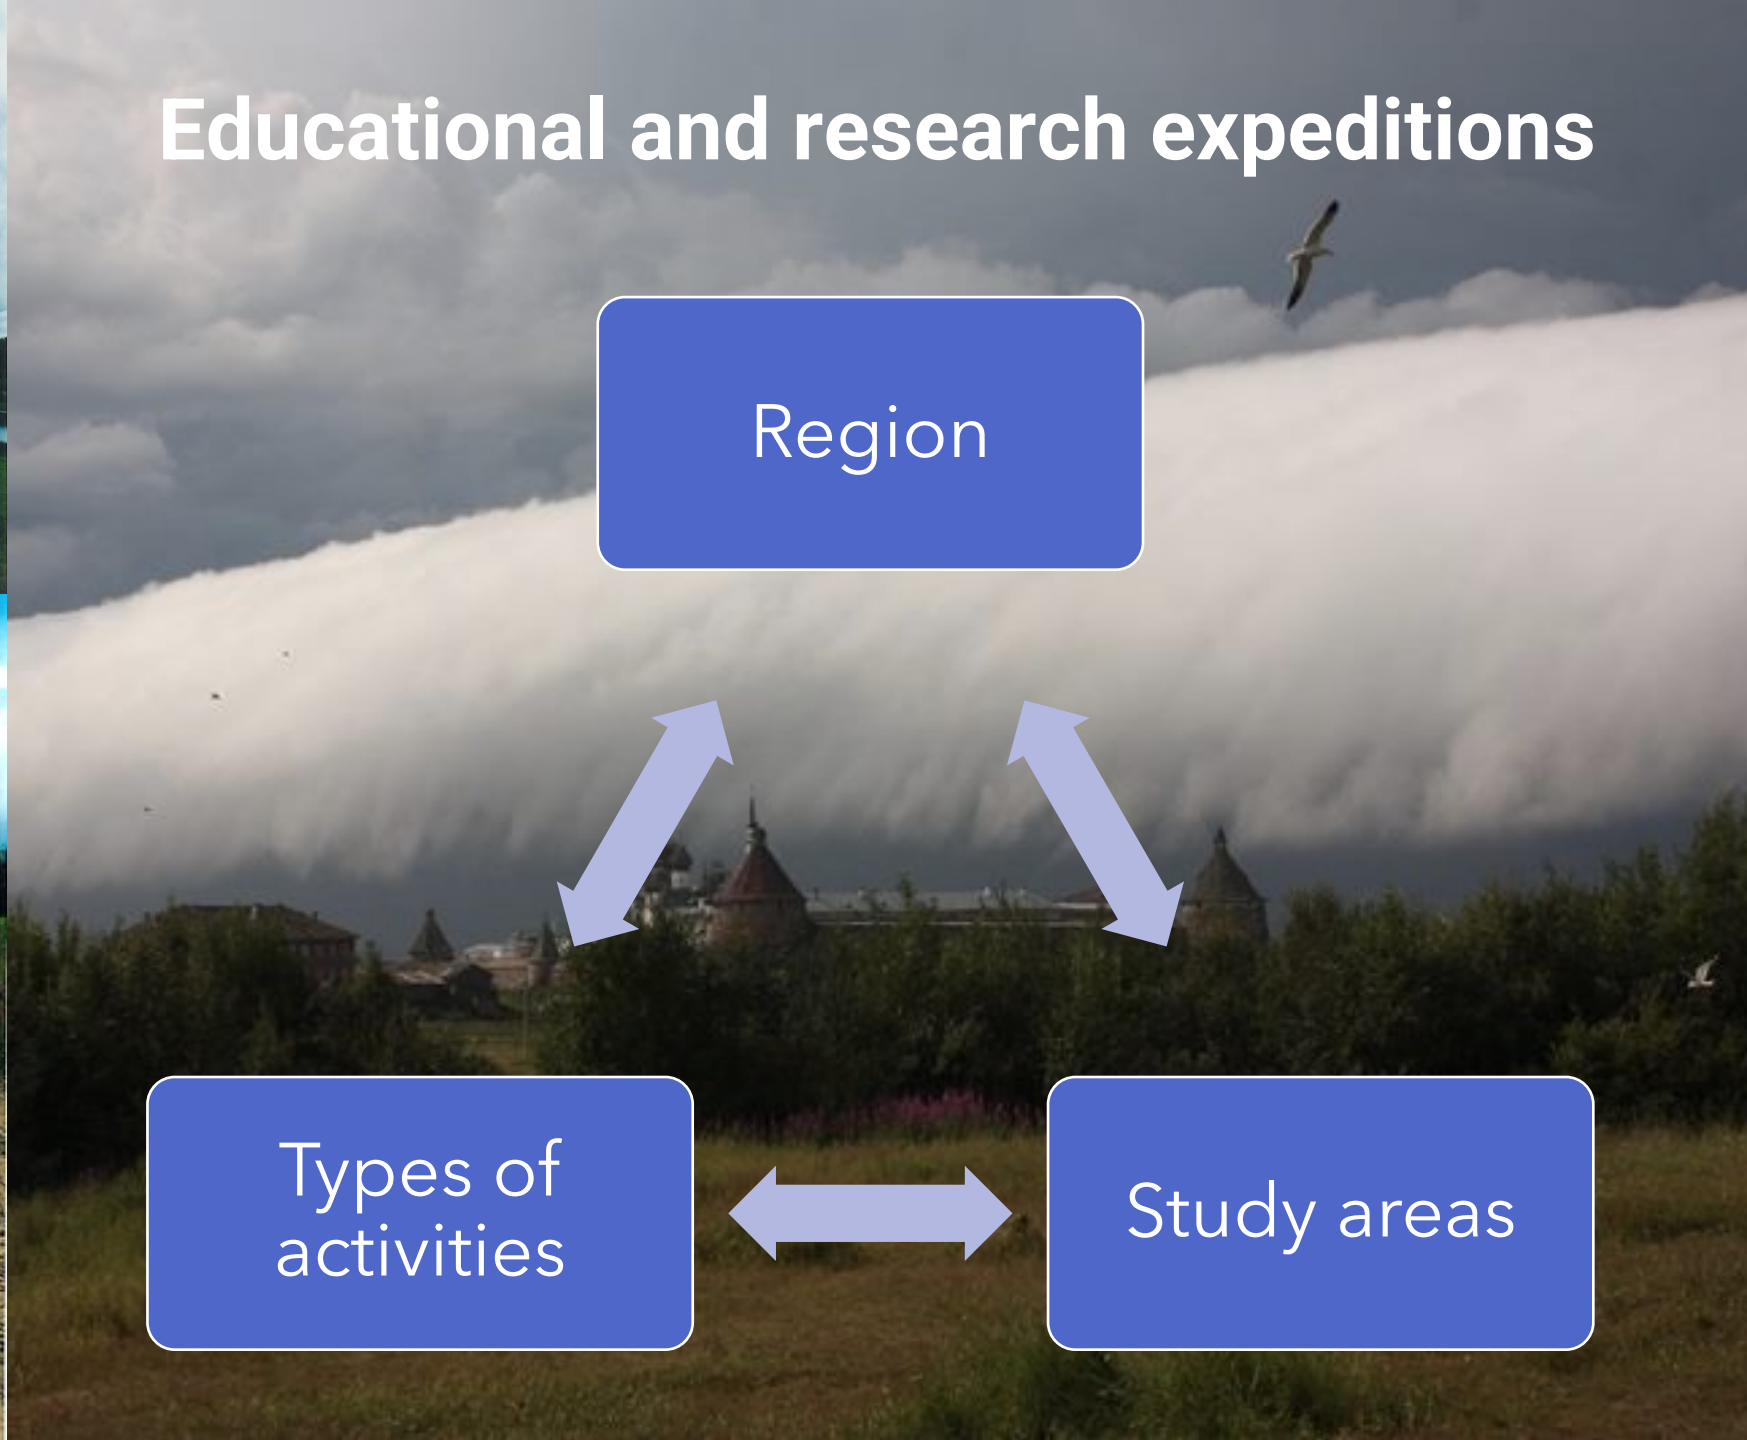 Educational and research expeditions
Region
Types of
activities
Study areas